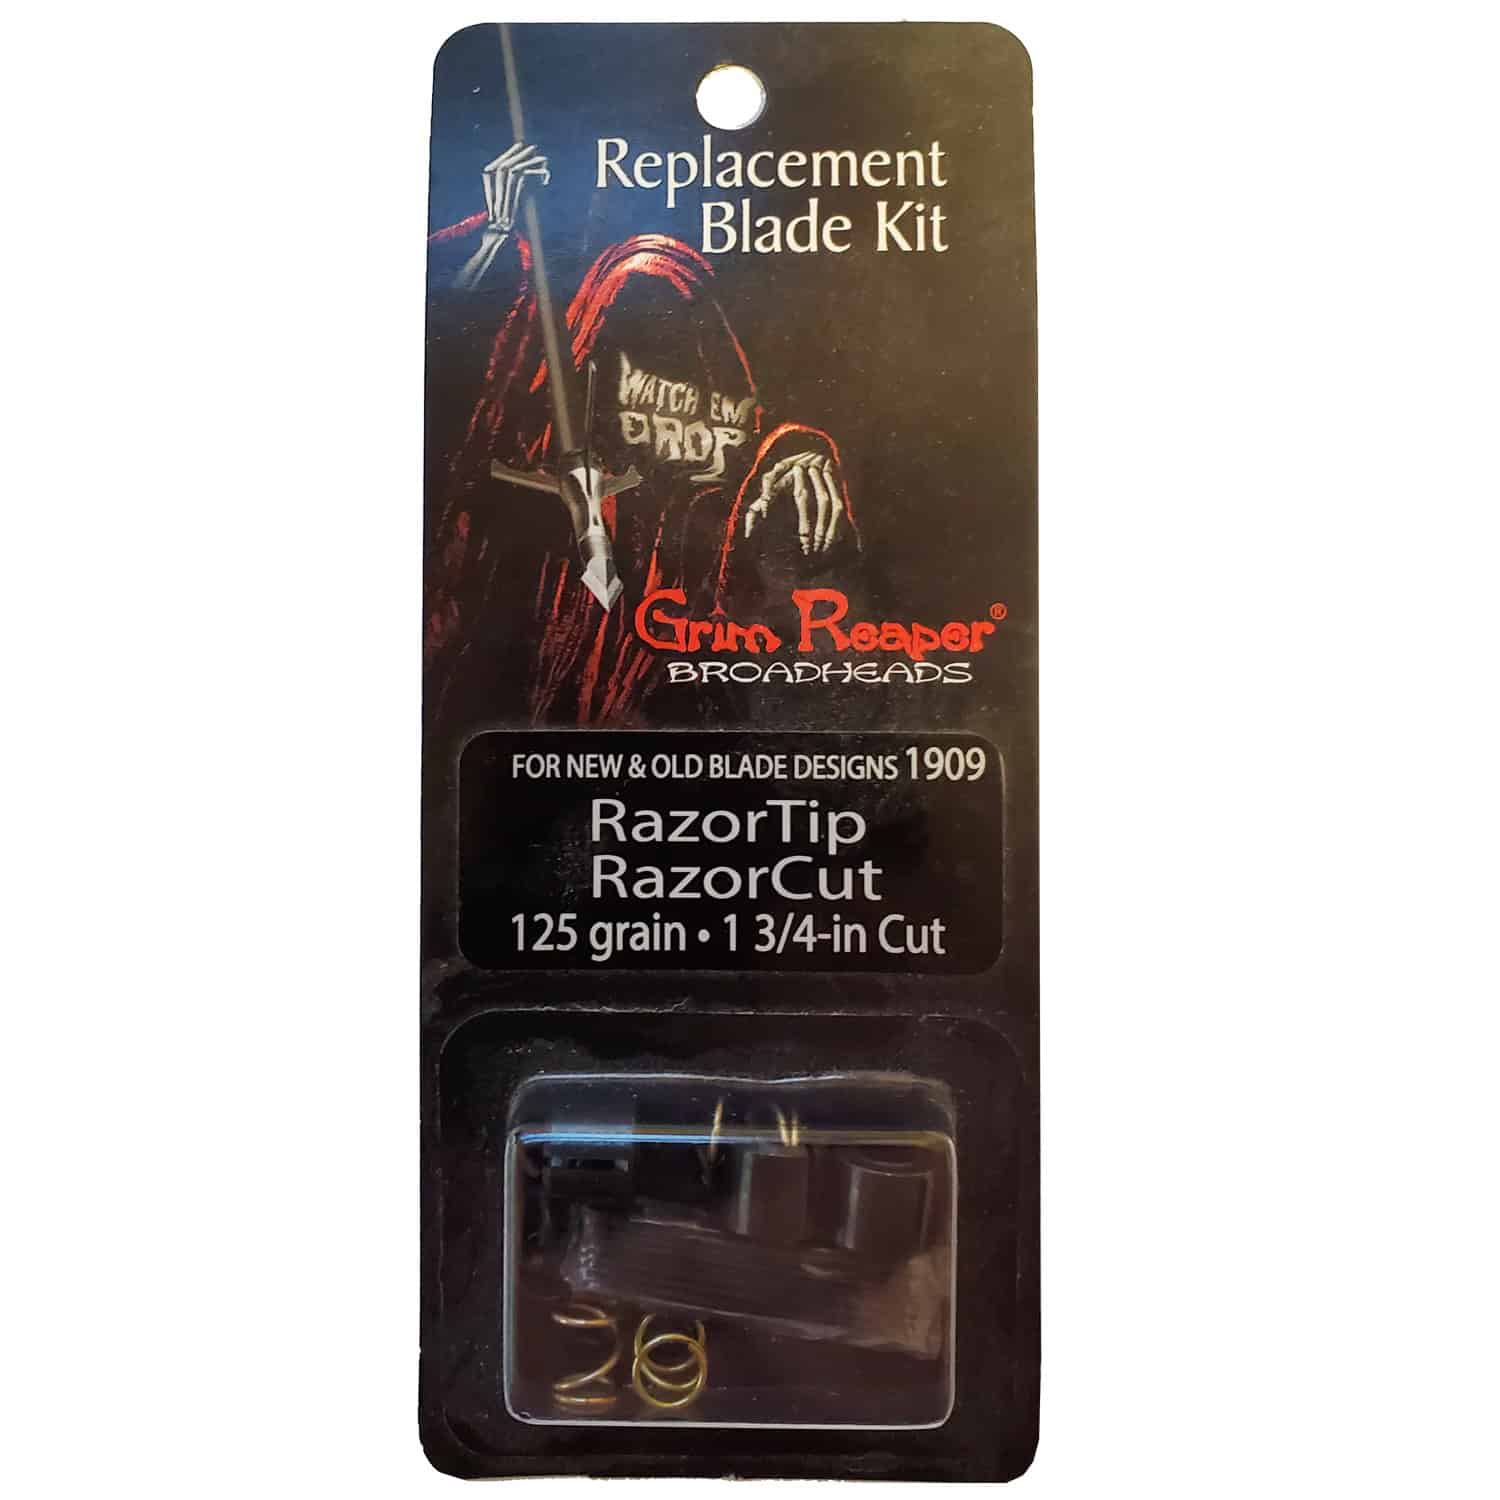 Replacement
Blade Kit
WATCH EM
DROP
Grim Reaper®
BROADHEADS
FOR NEW & OLD BLADE DESIGNS 1909
RazorTip
RazorCut
125 grain • 1 3/4-in Cut